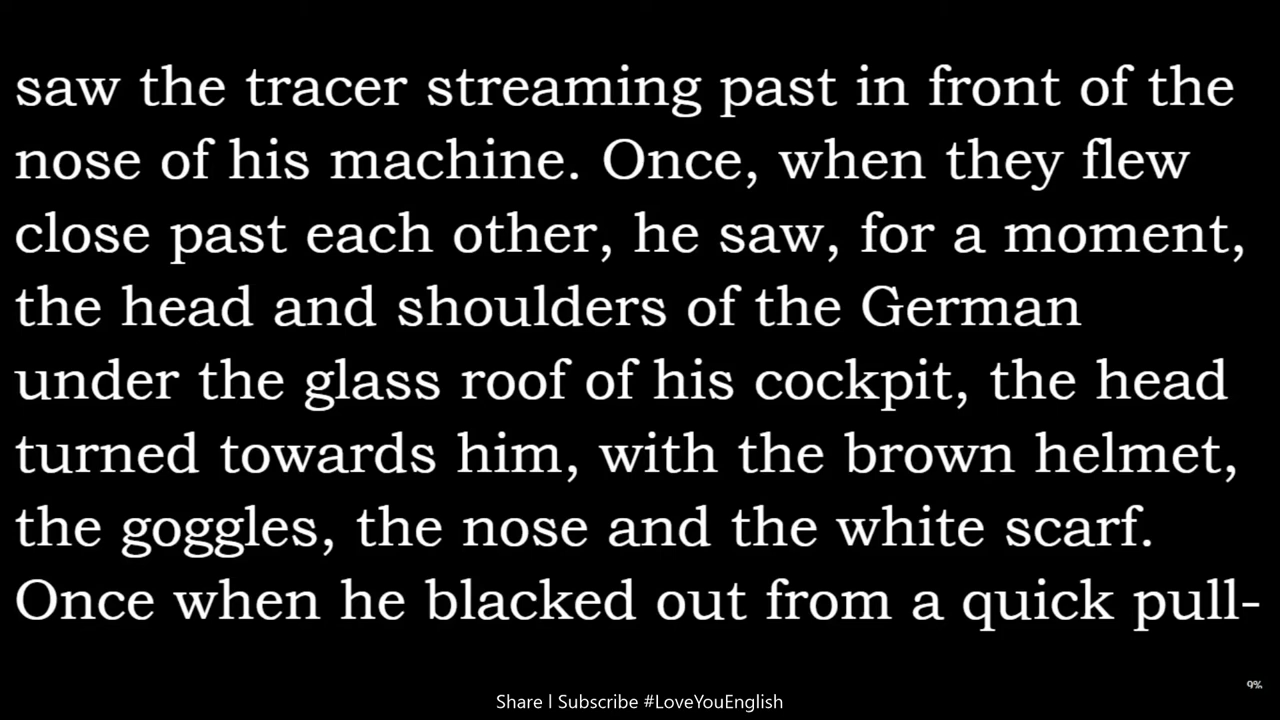 saw the tracer streaming past in front of the
nose of his machine. Once, when they flew
close past each other, he saw, for a moment,
the head and shoulders of the German
under the glass roof of his cockpit, the head
turned towards him, with the brown helmet,
the goggles, the nose and the white scarf.
Once when he blacked out from a quick pull-
9%
Share | Subscribe #LoveYouEnglish